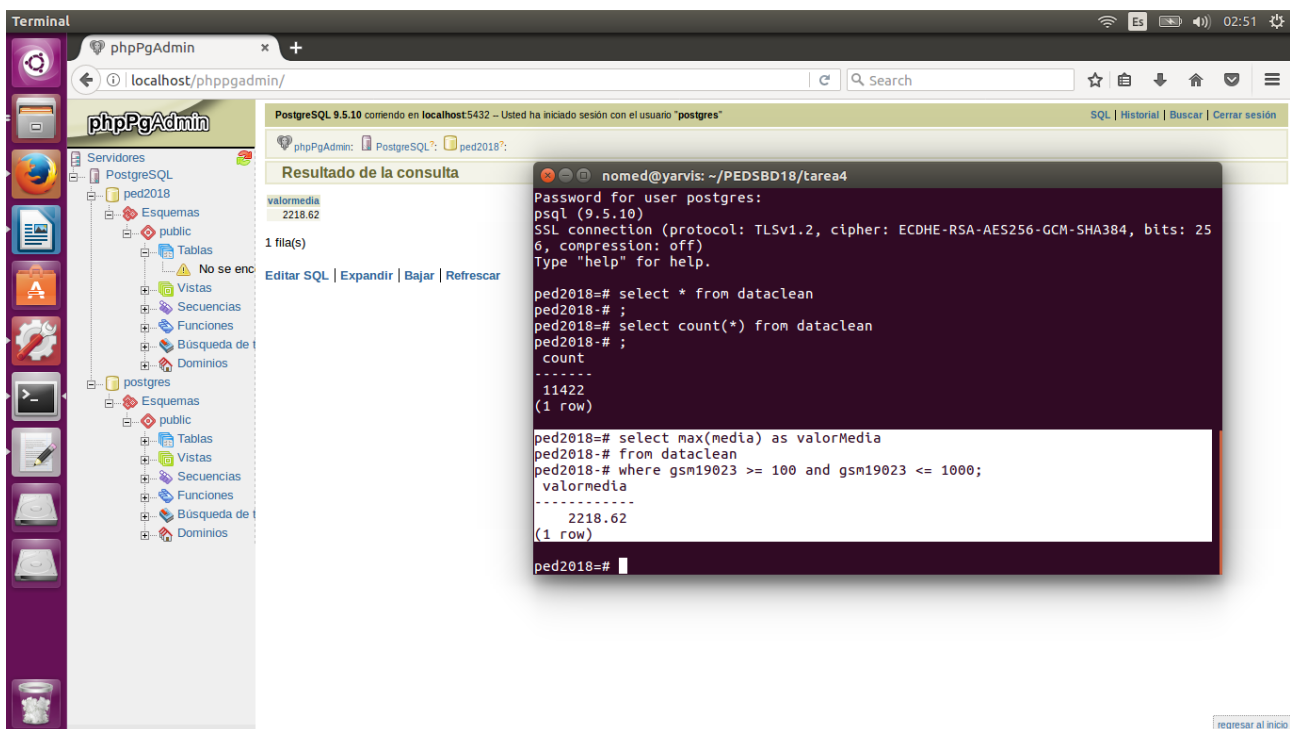 Terminal
Es
02:51
phpPgAdmin
localhost/phppgadmin/
Search
phpPgAdmin
Servidores
PostgreSQL
ped2018
Esquemas
public
Tablas
No se enc
Vistas
Secuencias
Funciones
Búsqueda de t
Dominios
postgres
Esquemas
public
Tablas
Vistas
Secuencias
Funciones
Búsqueda de t
Dominios
PostgreSQL 9.5.10 corriendo en localhost:5432 – Usted ha iniciado sesión con el usuario "postgres"
SQL | Historial | Buscar | Cerrar sesión
phpPgAdmin: PostgreSQL?: ped2018?:
Resultado de la consulta
valormedia
2218.62
1 fila(s)
Editar SQL | Expandir | Bajar | Refrescar
nomed@yarvis: ~/PEDSBD18/tarea4
Password for user postgres:
psql (9.5.10)
SSL connection (protocol: TLSv1.2, cipher: ECDHE-RSA-AES256-GCM-SHA384, bits: 25
6, compression: off)
Type "help" for help.
ped2018=# select * from dataclean
ped2018-# ;
ped2018=# select count(*) from dataclean
ped2018-# ;
count
-------
11422
(1 row)
ped2018=# select max(media) as valorMedia
ped2018-# from dataclean
ped2018-# where gsm19023 >= 100 and gsm19023 <= 1000;
valormedia
------------
2218.62
(1 row)
ped2018=#
regresar al inicio